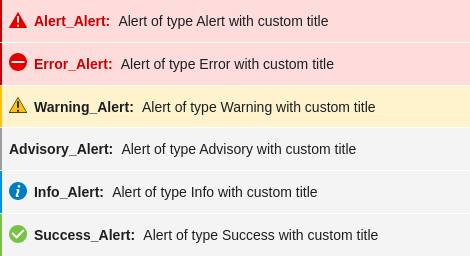 Alert_Alert: Alert of type Alert with custom title
Error_Alert: Alert of type Error with custom title
Warning_Alert: Alert of type Warning with custom title
Advisory_Alert: Alert of type Advisory with custom title
Info_Alert: Alert of type Info with custom title
Success_Alert: Alert of type Success with custom title